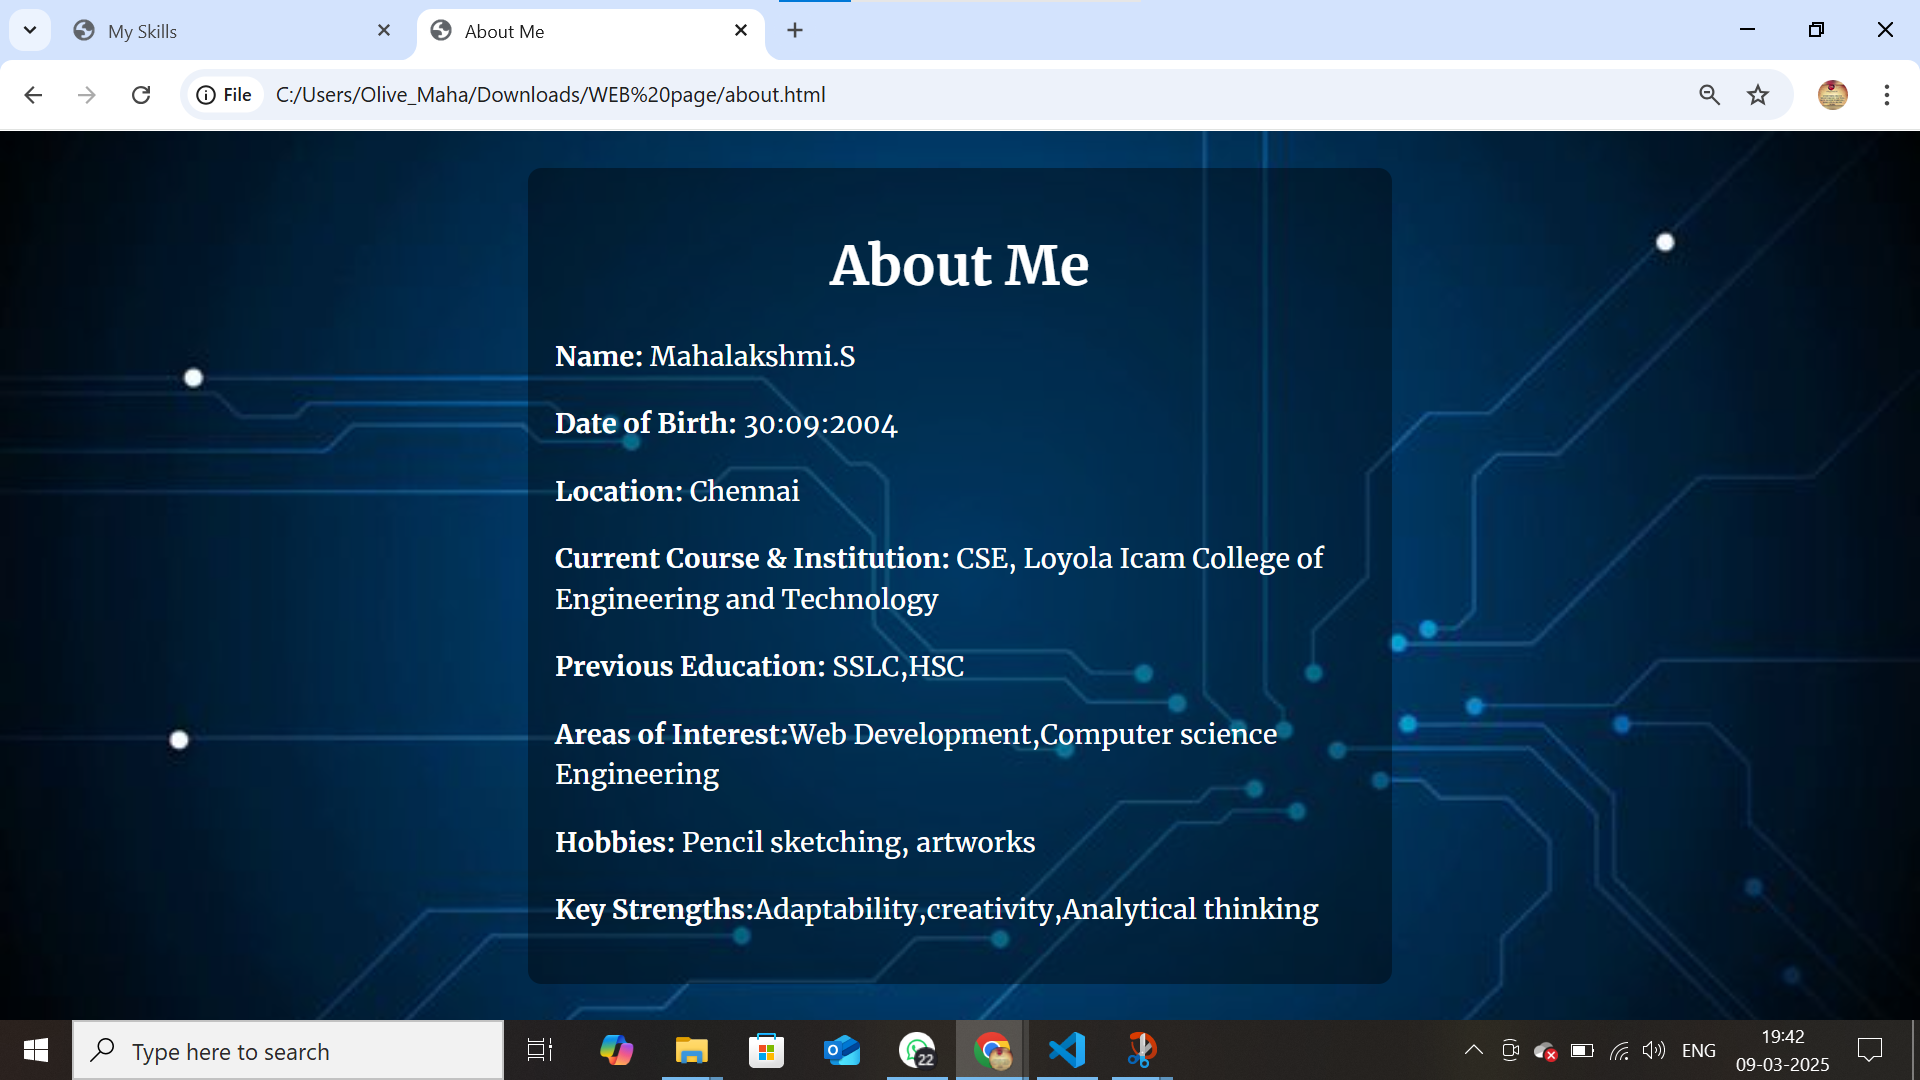 My Skills
About Me
File
C:/Users/Olive_Maha/Downloads/WEB%20page/about.html
About Me
Name: Mahalakshmi.S
Date of Birth: 30:09:2004
Location: Chennai
Current Course & Institution: CSE, Loyola Icam College of
Engineering and Technology
Previous Education: SSLC,HSC
Areas of Interest:Web Development,Computer science
Engineering
Hobbies: Pencil sketching, artworks
Key Strengths:Adaptability,creativity,Analytical thinking
Type here to search
22
ENG
19:42
09-03-2025